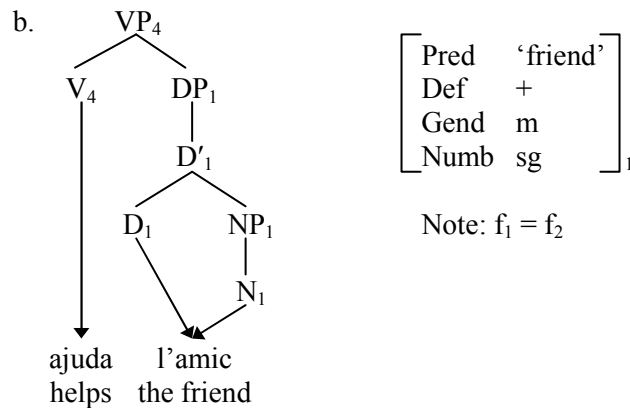 b. VP₄
V₄ DP₁
D′₁
D₁ NP₁
N₁
ajuda l’amic
helps the friend
Pred ‘friend’
Def +
Gend m
Numb sg
1
Note: f₁ = f₂